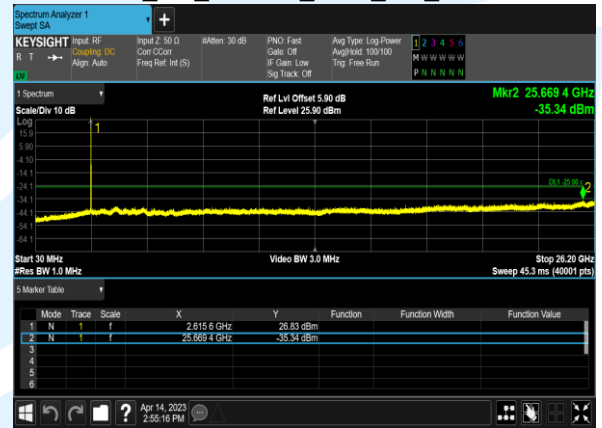 Spectrum Analyzer 1
Swept SA
+
KEYSIGHT Input: RF Input Z: 50 Ω #Atten: 30 dB PNO: Fast Avg Type: Log-Power 1 2 3 4 5 6
R T Coupling: DC Corr CCorr Gate: Off Avg|Hold: 100/100 M W W W W W
Align: Auto Freq Ref: Int (S) IF Gain: Low Trig: Free Run P N N N N N
LW Sig Track: Off
1 Spectrum Ref Lvl Offset 5.90 dB Mkr2 25.669 4 GHz
Scale/Div 10 dB Ref Level 25.90 dBm -35.34 dBm
Log
15.9 1
5.90
-4.10
-14.1
-24.1 DL1 -25.00 2
-34.1
-44.1
-54.1
-64.1
Start 30 MHz Video BW 3.0 MHz Stop 26.20 GHz
#Res BW 1.0 MHz Sweep 45.3 ms (40001 pts)
5 Marker Table
Mode Trace Scale X Y Function Function Width Function Value
1 N 1 f 2.615 6 GHz 26.83 dBm
2 N 1 f 25.669 4 GHz -35.34 dBm
3
4
5
6
? Apr 14, 2023
2:55:16 PM